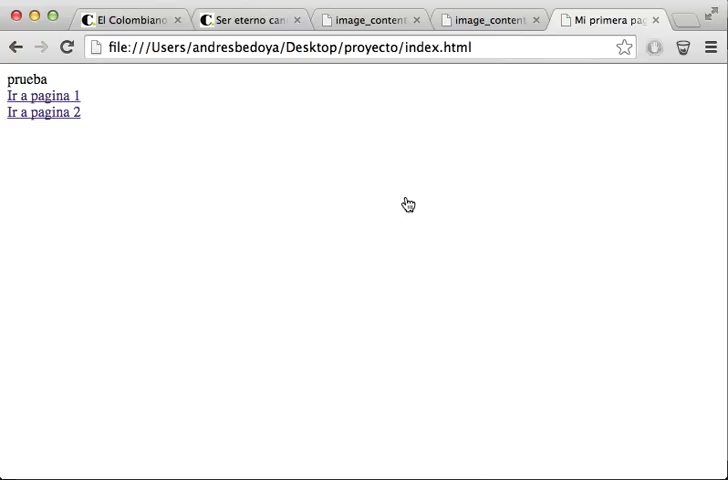 El Colombiano
Ser eterno can
image_content
image_content
Mi primera pag
file:///Users/andresbedoya/Desktop/proyecto/index.html
prueba
Ir a pagina 1
Ir a pagina 2